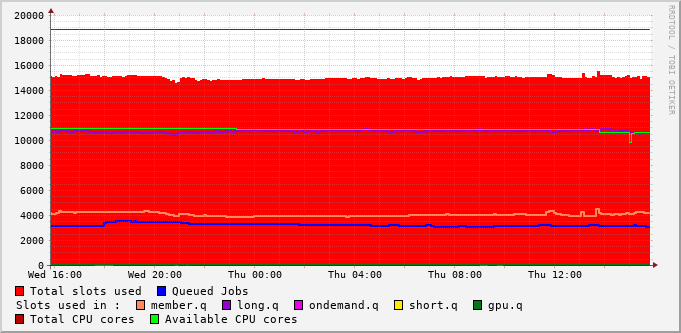 20000
18000
16000
14000
12000
10000
8000
6000
4000
2000
0
Wed 16:00 Wed 20:00 Thu 00:00 Thu 04:00 Thu 08:00 Thu 12:00
Total slots used Queued Jobs
Slots used in : member.q long.q ondemand.q short.q gpu.q
Total CPU cores Available CPU cores
RRDTOOL / TOBI OETIKER